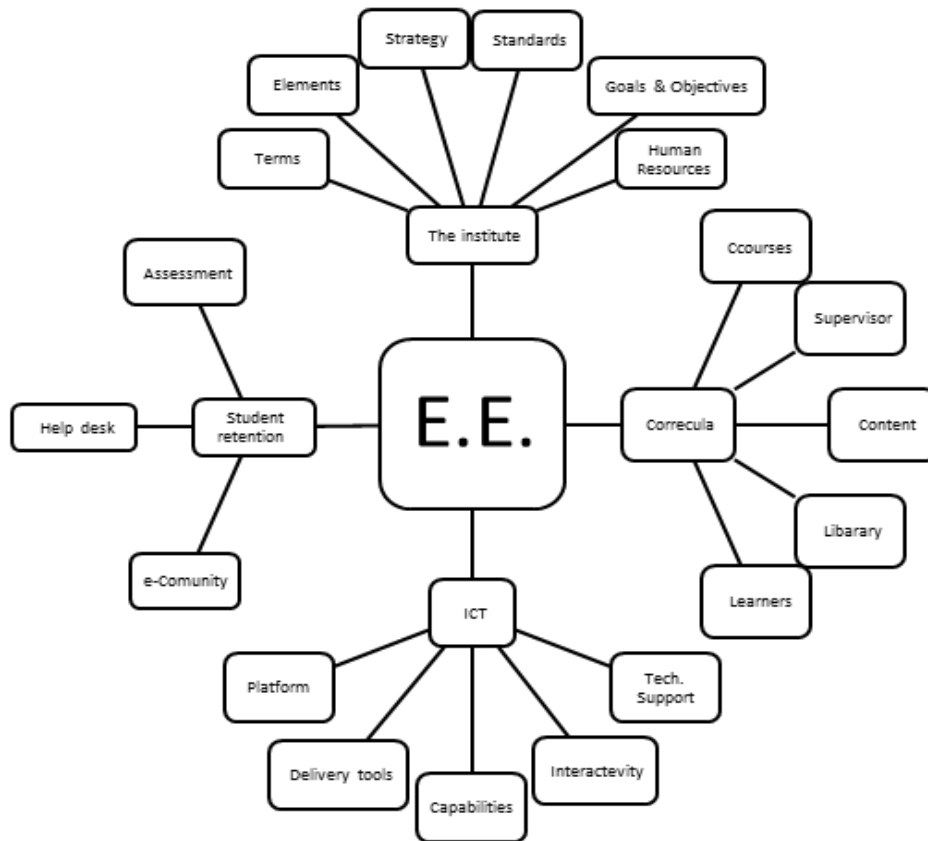 Strategy
Standards
Elements
Goals & Objectives
Terms
Human
Resources
The institute
Ccourses
Assessment
Supervisor
E.E.
Help desk
Student
retention
Correcula
Content
Libarary
e-Comunity
Learners
ICT
Platform
Tech.
Support
Delivery tools
Interactevity
Capabilities